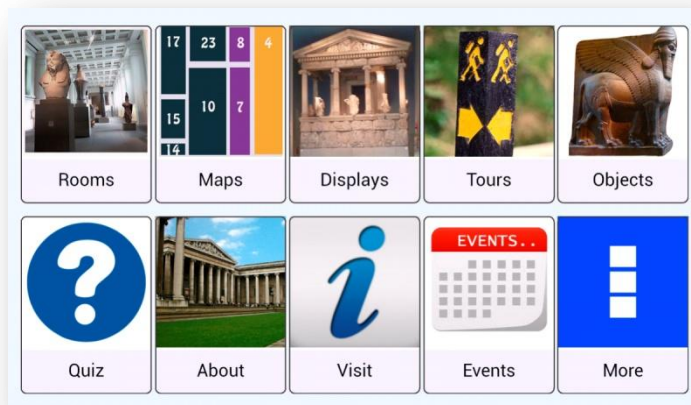 17 23 8 4
10 7
15
14
Rooms Maps Displays Tours Objects
EVENTS..
Quiz About Visit Events More